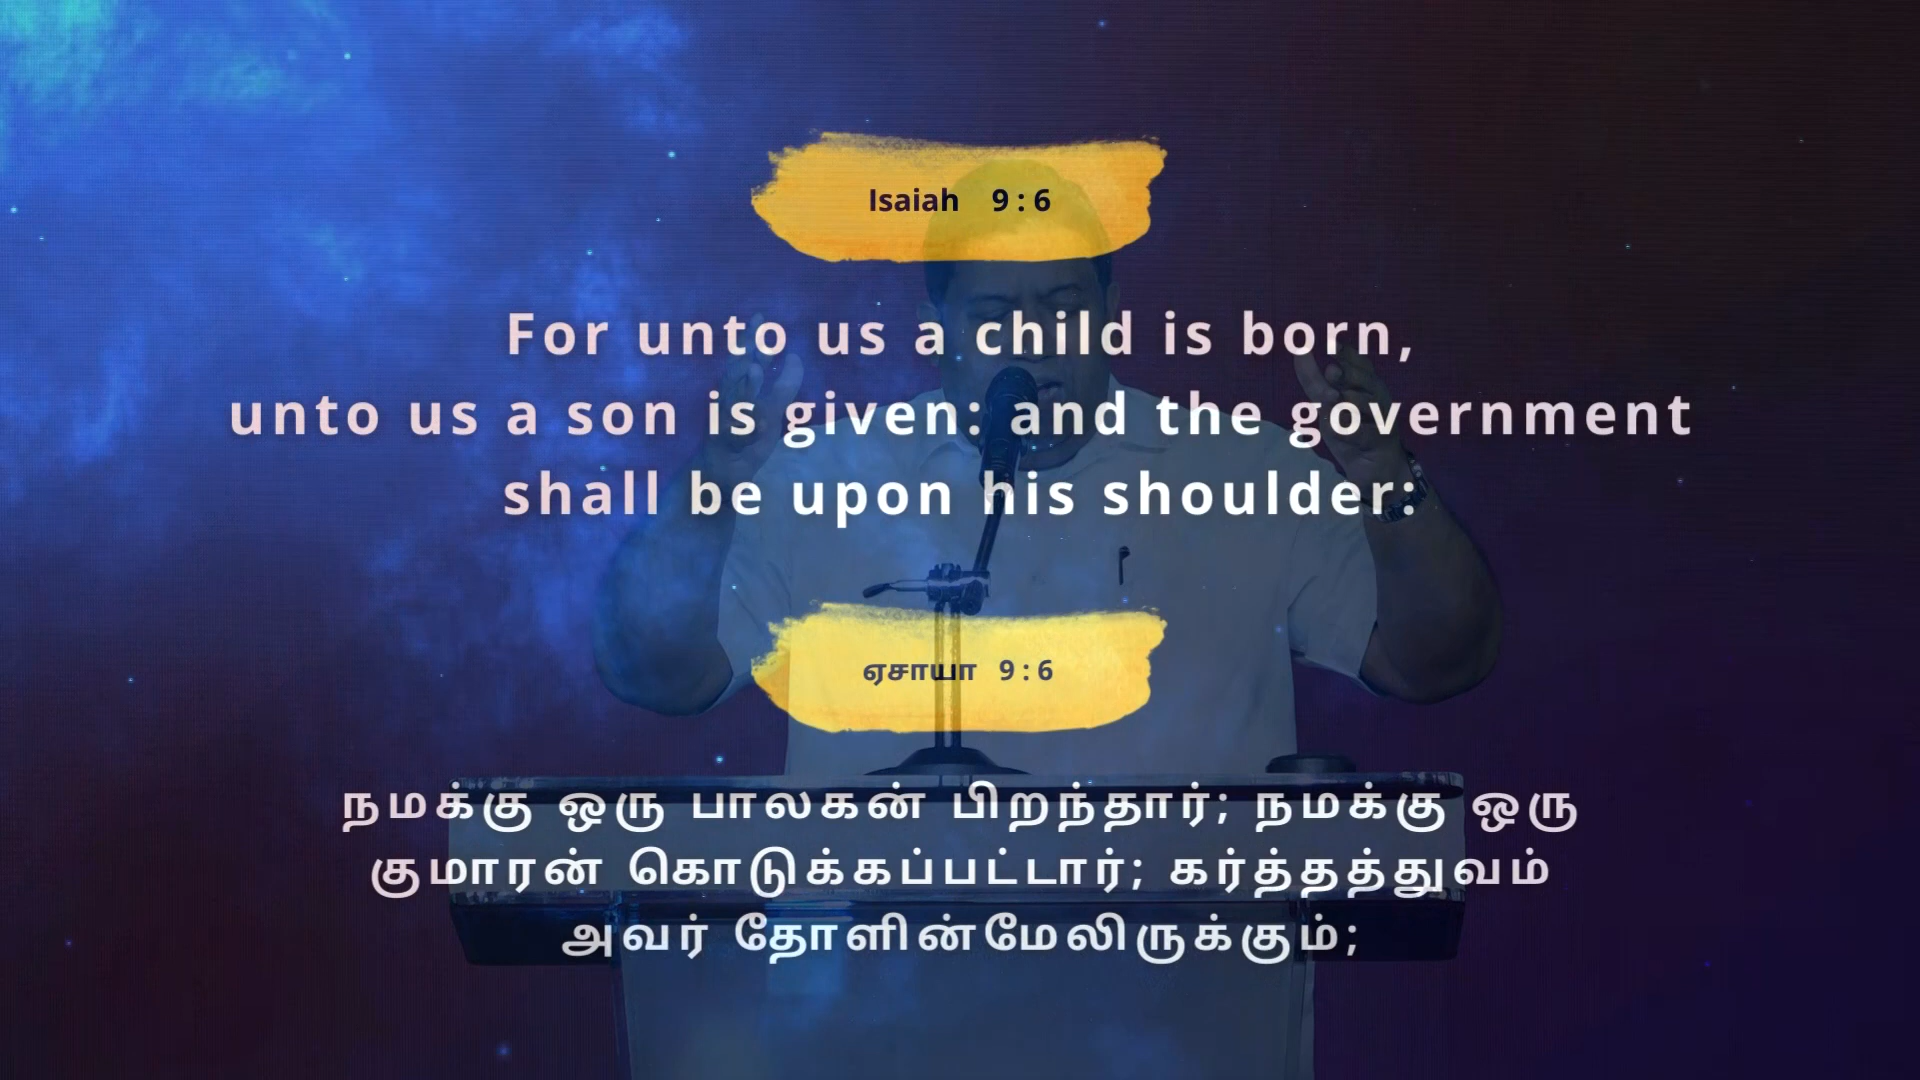 Isaiah 9 : 6
For unto us a child is born,
unto us a son is given: and the government
shall be upon his shoulder:
ஏசாயா 9 : 6
நமக்கு ஒரு பாலகன் பிறந்தார்; நமக்கு ஒரு
குமாரன் கொடுக்கப்பட்டார்; கர்த்தத்துவம்
அவர் தோளின்மேலிருக்கும்;